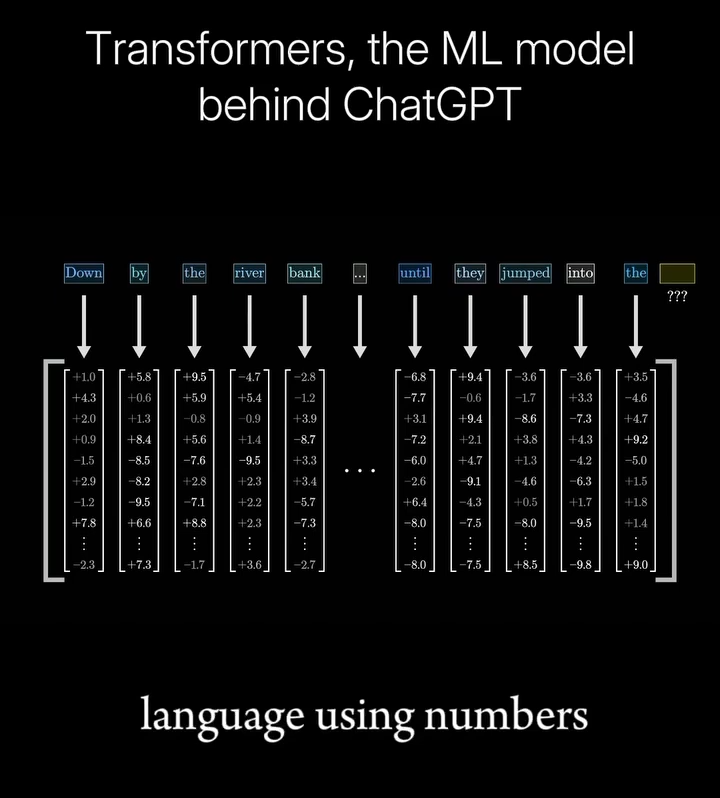 Transformers, the ML model
behind ChatGPT
Down by the river bank ... until they jumped into the
???
+1.0 +5.8 +9.5 −4.7 −2.8 −6.8 +9.4 −3.6 −3.6 +3.5
+4.3 +0.6 +5.9 +5.4 −1.2 −7.7 −0.6 −1.7 +3.3 −4.6
+2.0 +1.3 −0.8 −0.9 +3.9 +3.1 +9.4 −8.6 −7.3 +4.7
+0.9 +8.4 +5.6 +1.4 −8.7 −7.2 +2.1 +3.8 +4.3 +9.2
−1.5 −8.5 −7.6 −9.5 +3.3 ... −6.0 +4.7 +1.3 −4.2 −5.0
+2.9 −8.2 +2.8 +2.3 +3.4 −2.6 −9.1 −4.6 −6.3 +1.5
−1.2 −9.5 −7.1 +2.2 −5.7 +6.4 −4.3 +0.5 +1.7 +1.8
+7.8 +6.6 +8.8 +2.3 −7.3 −8.0 −7.5 −8.0 −9.5 +1.4
⋮ ⋮ ⋮ ⋮ ⋮ ⋮ ⋮ ⋮ ⋮ ⋮
−2.3 +7.3 −1.7 +3.6 −2.7 −8.0 −7.5 +8.5 −9.8 +9.0
language using numbers